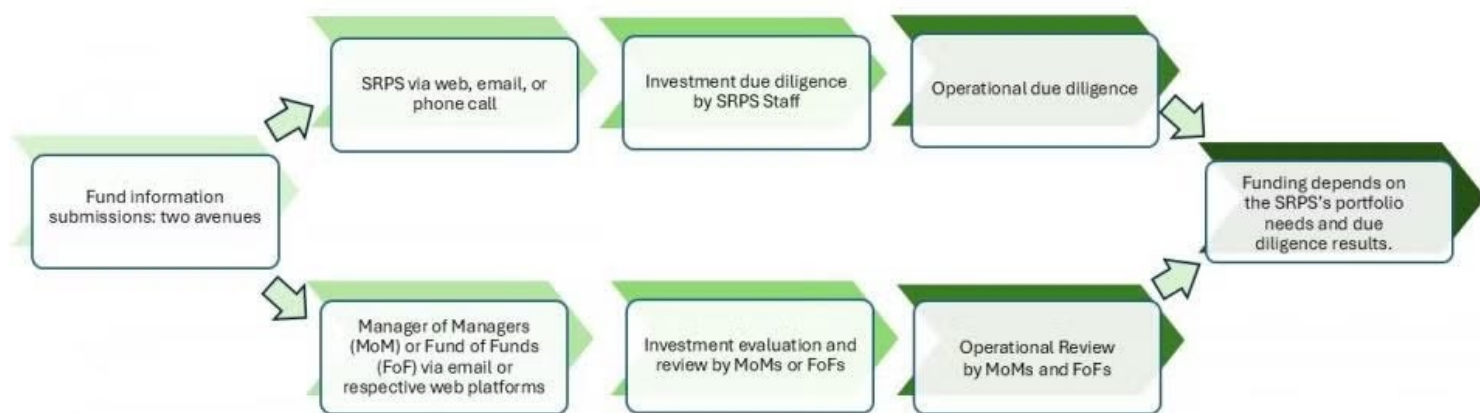 Fund information
submissions: two avenues
SRPS via web, email, or
phone call
Investment due diligence
by SRPS Staff
Operational due diligence
Manager of Managers
(MoM) or Fund of Funds
(FoF) via email or
respective web platforms
Investment evaluation and
review by MoMs or FoFs
Operational Review
by MoMs and FoFs
Funding depends on
the SRPS's portfolio
needs and due
diligence results.